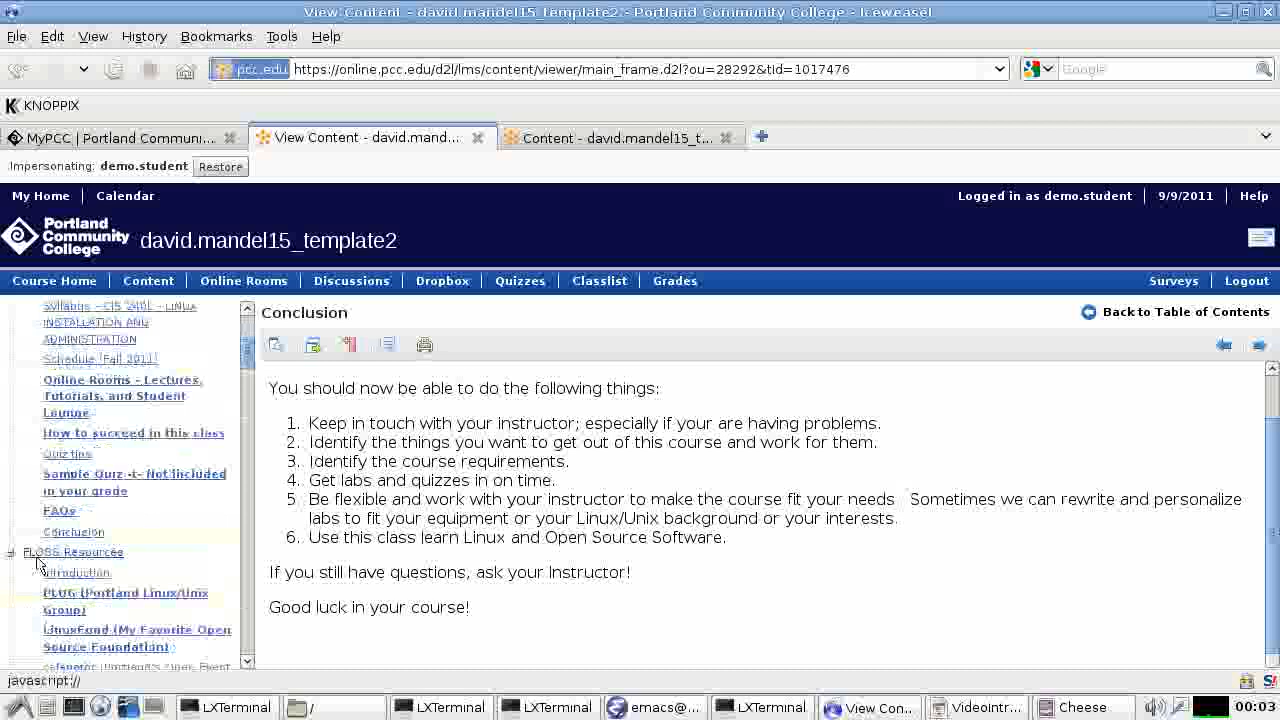 View Content - david.mandel15_template2 - Portland Community College - Iceweasel
File Edit View History Bookmarks Tools Help
pcc.edu https://online.pcc.edu/d2l/lms/content/viewer/main_frame.d2l?ou=28292&tId=1017476 Google
KNOPPIX
MyPCC | Portland Communi... View Content - david.mand... Content - david.mandel15_t...
Impersonating: demo.student Restore
My Home Calendar Logged in as demo.student 9/9/2011 Help
Portland Community College david.mandel15_template2
Course Home Content Online Rooms Discussions Dropbox Quizzes Classlist Grades Surveys Logout
Syllabus - CIS 240L - LINUX
INSTALLATION AND
ADMINISTRATION
Schedule [Fall 2011]
Online Rooms - Lectures,
Tutorials, and Student
Lounge
How to succeed in this class
Quiz tips
Sample Quiz -t- Not included
in your grade
FAQs
Conclusion
FLOSS Resources
Introduction
PLUG (Portland Linux/Unix
Group)
LinuxFund (My Favorite Open
Source Foundation)
Conclusion Back to Table of Contents
You should now be able to do the following things:
1. Keep in touch with your instructor; especially if your are having problems.
2. Identify the things you want to get out of this course and work for them.
3. Identify the course requirements.
4. Get labs and quizzes in on time.
5 Be flexible and work with your instructor to make the course fit your needs Sometimes we can rewrite and personalize
labs to fit your equipment or your Linux/Unix background or your interests.
6. Use this class learn Linux and Open Source Software.
If you still have questions, ask your Instructor!
Good luck in your course!
javascript://
LXTerminal / LXTerminal LXTerminal emacs@... LXTerminal View Con... VideoIntr... Cheese 00:03